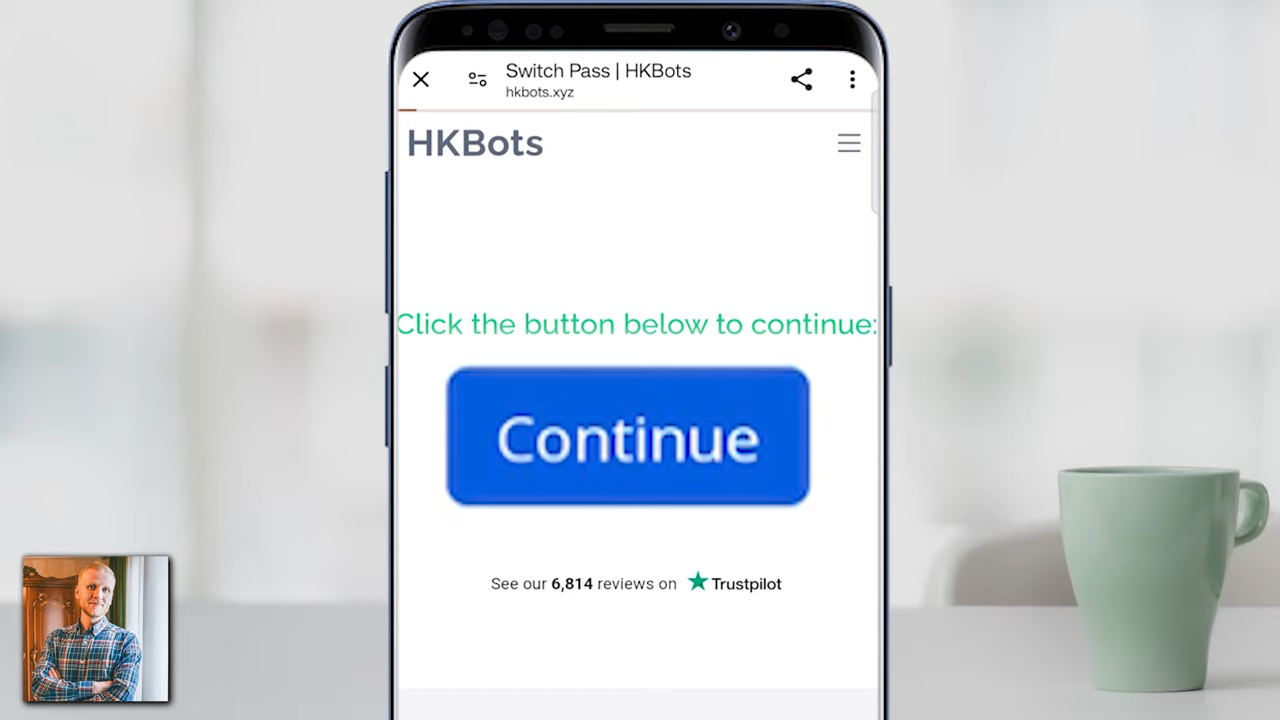 Switch Pass | HKBots
hkbots.xyz
HKBots
Click the button below to continue:
Continue
See our 6,814 reviews on Trustpilot